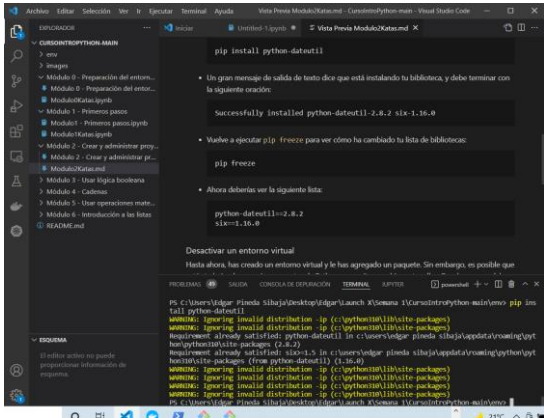 Archivo Editar Selección Ver Ir Ejecutar Terminal Ayuda Vista Previa Modulo2Katas.md - CursoIntroPython-main - Visual Studio Code
EXPLORADOR
Iniciar Untitled-1.ipynb Vista Previa Modulo2Katas.md
CURSOINTROPYTHON-MAIN
env
images
Módulo 0 - Preparación del entorn...
Módulo 0 - Preparación del entor...
Modulo0Katas.ipynb
Módulo 1 - Primeros pasos
Modulo1 - Primeros pasos.ipynb
Modulo1Katas.ipynb
Módulo 2 - Crear y administrar proy...
Módulo 2 - Crear y administrar pr...
Modulo2Katas.md
Módulo 3 - Usar lógica booleana
Módulo 4 - Cadenas
Módulo 5 - Operaciones mate...
Módulo 6 - Introducción a las listas
README.md
ESQUEMA
El editor activo no puede
proporcionar información de
esquema.
pip install python-dateutil
• Un gran mensaje de salida de texto dice que está instalando tu biblioteca, y debe terminar con
la siguiente oración:
Successfully installed python-dateutil-2.8.2 six-1.16.0
• Vuelve a ejecutar pip freeze para ver cómo ha cambiado tu lista de bibliotecas:
pip freeze
• Ahora deberías ver la siguiente lista:
python-dateutil==2.8.2
six==1.16.0
Desactivar un entorno virtual
Hasta ahora, has creado un entorno virtual y le has agregado un paquete. Sin embargo, es posible que
PROBLEMAS 49 SALIDA CONSOLA DE DEPURACIÓN TERMINAL JUPYTER powershell
PS C:\Users\Edgar Pineda Sibaja\Desktop\Edgar\Launch X\Semana 1\CursoIntroPython-main\env> pip ins
tall python-dateutil
WARNING: Ignoring invalid distribution -ip (c:\python310\lib\site-packages)
WARNING: Ignoring invalid distribution -ip (c:\python310\lib\site-packages)
Requirement already satisfied: python-dateutil in c:\users\edgar pineda sibaja\appdata\roaming\pyt
hon\python310\site-packages (2.8.2)
Requirement already satisfied: six>=1.5 in c:\users\edgar pineda sibaja\appdata\roaming\python\pyt
hon310\site-packages (from python-dateutil) (1.16.0)
WARNING: Ignoring invalid distribution -ip (c:\python310\lib\site-packages)
WARNING: Ignoring invalid distribution -ip (c:\python310\lib\site-packages)
WARNING: Ignoring invalid distribution -ip (c:\python310\lib\site-packages)
PS C:\Users\Edgar Pineda Sibaja\Desktop\Edgar\Launch X\Semana 1\CursoIntroPython-main\env>
21°C